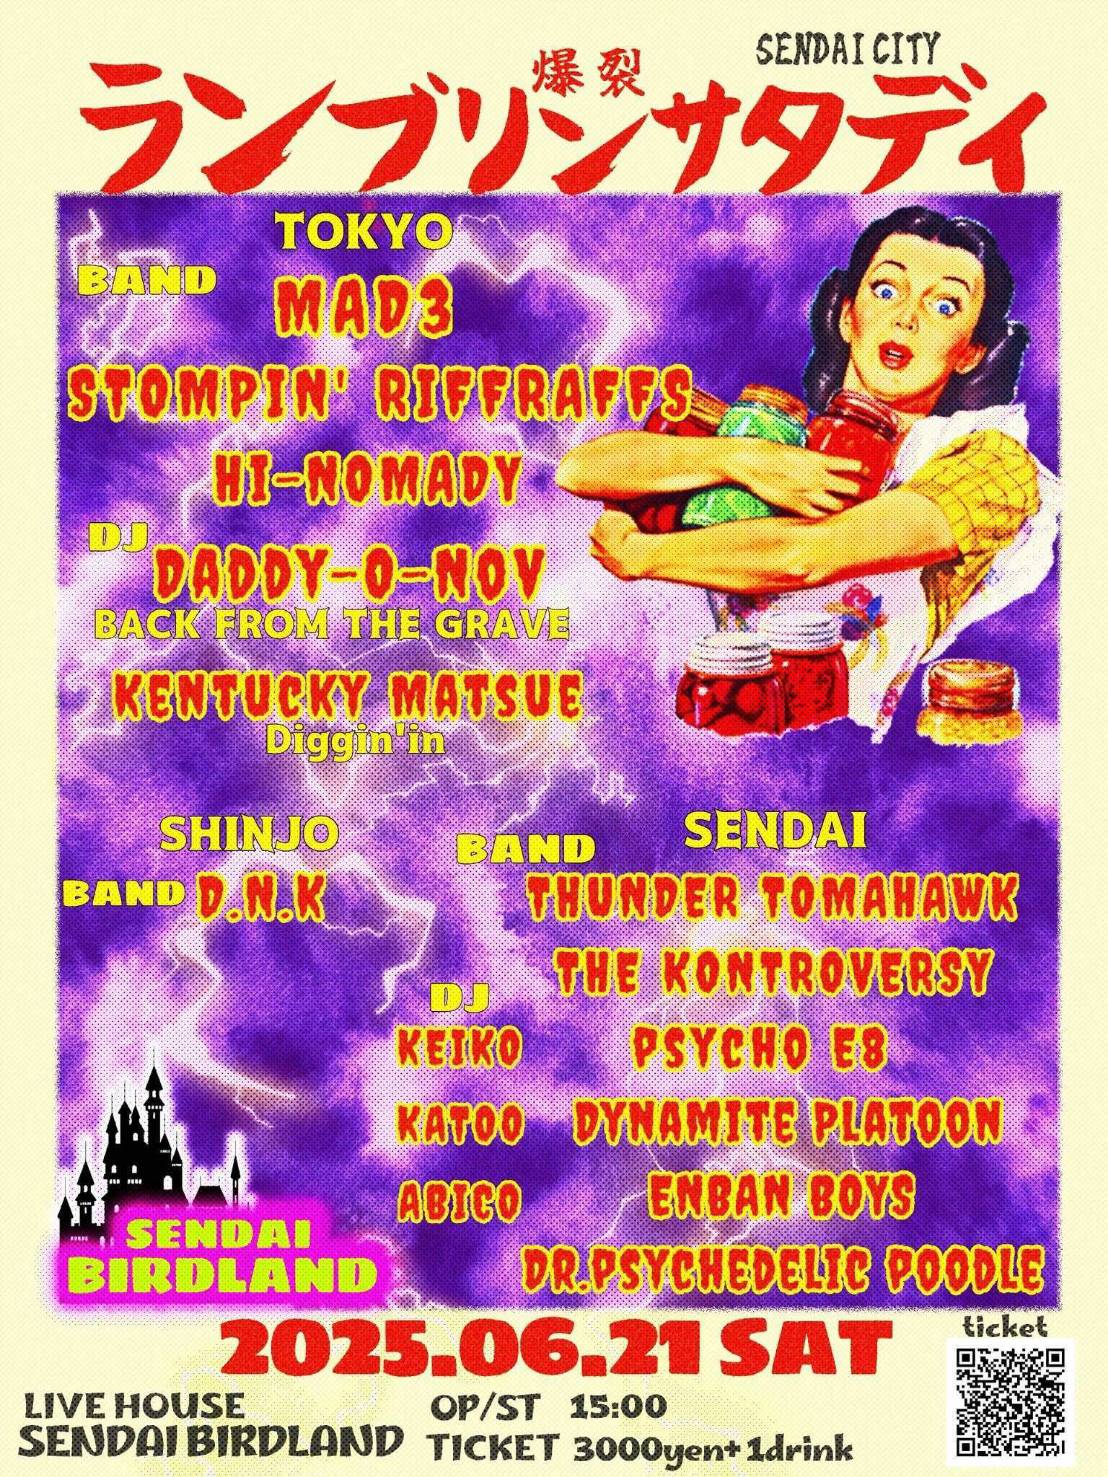 SENDAI CITY
爆裂
ランブリンサタデイ
TOKYO
BAND
MAD3
STOMPIN' RIFFRAFFS
HI-NOMADY
DJ
DADDY-O-NOV
BACK FROM THE GRAVE
KENTUCKY MATSUE
Diggin'in
SHINJO
BAND D.N.K
SENDAI
BAND
THUNDER TOMAHAWK
THE KONTROVERSY
PSYCHO E8
DYNAMITE PLATOON
ENBAN BOYS
DR.PSYCHEDELIC POODLE
DJ
KEIKO
KATOO
ABICO
SENDAI
BIRDLAND
2025.06.21 SAT
ticket
LIVE HOUSE
SENDAI BIRDLAND
OP/ST 15:00
TICKET 3000yen+1drink